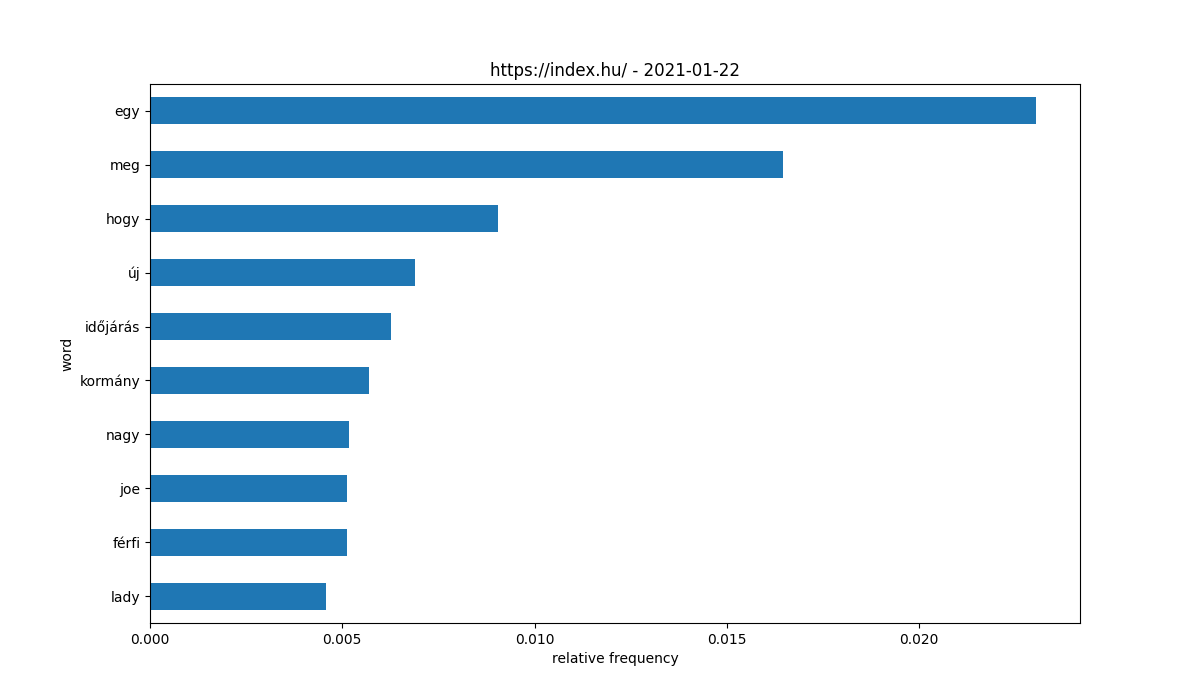 https://index.hu/ - 2021-01-22
egy
meg
hogy
új
időjárás
kormány
nagy
joe
férfi
lady
word
0.000 0.005 0.010 0.015 0.020
relative frequency